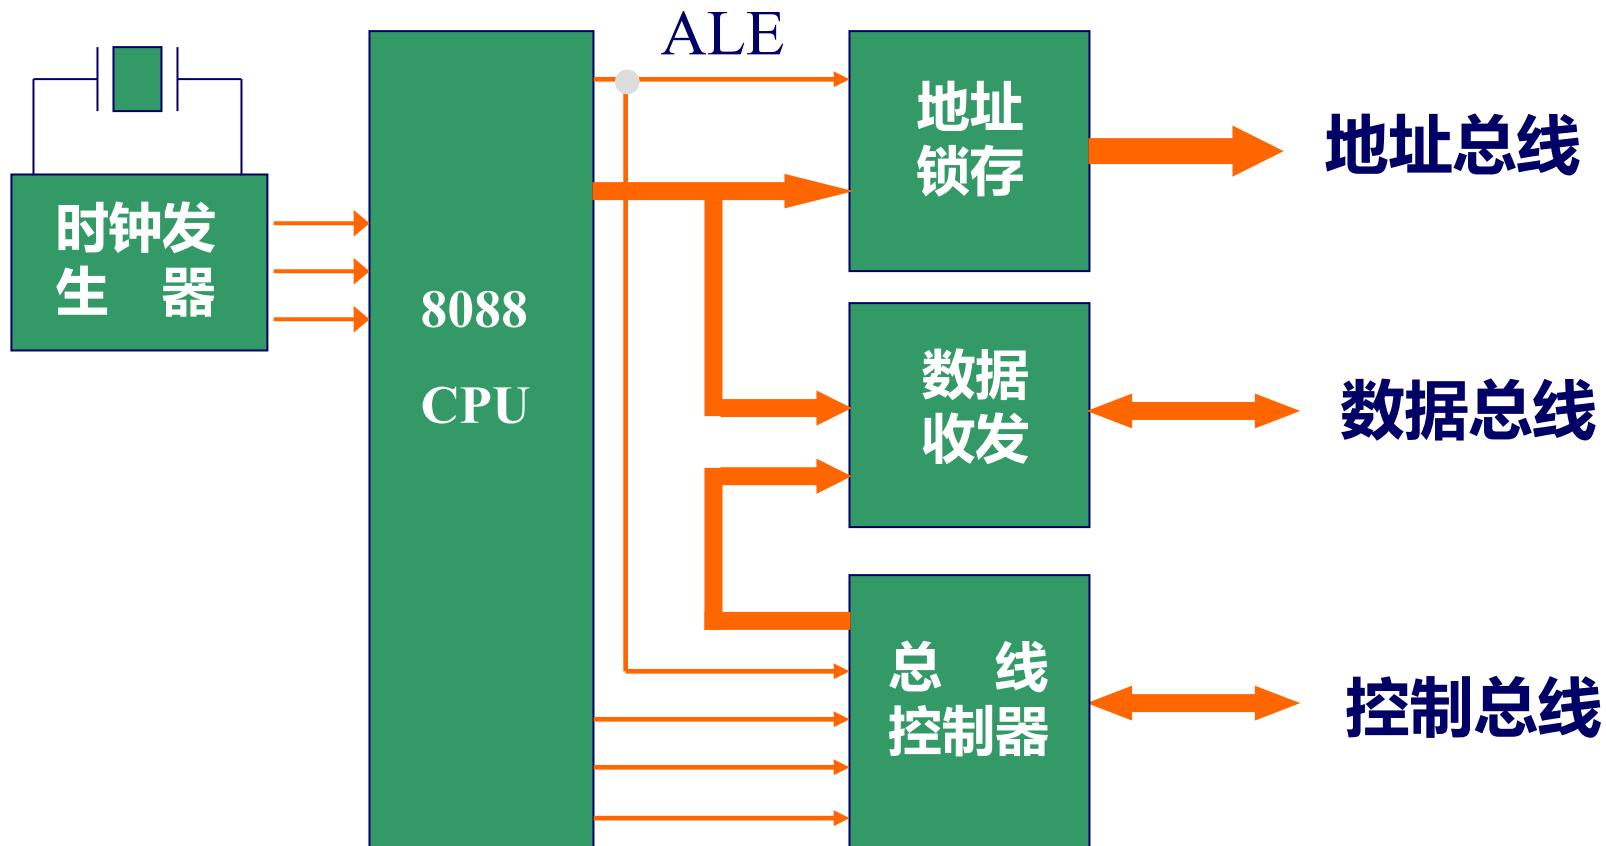 ALE
地址
锁存
地址总线
时钟发
生 器
8088
CPU
数据
收发
数据总线
总 线
控制器
控制总线